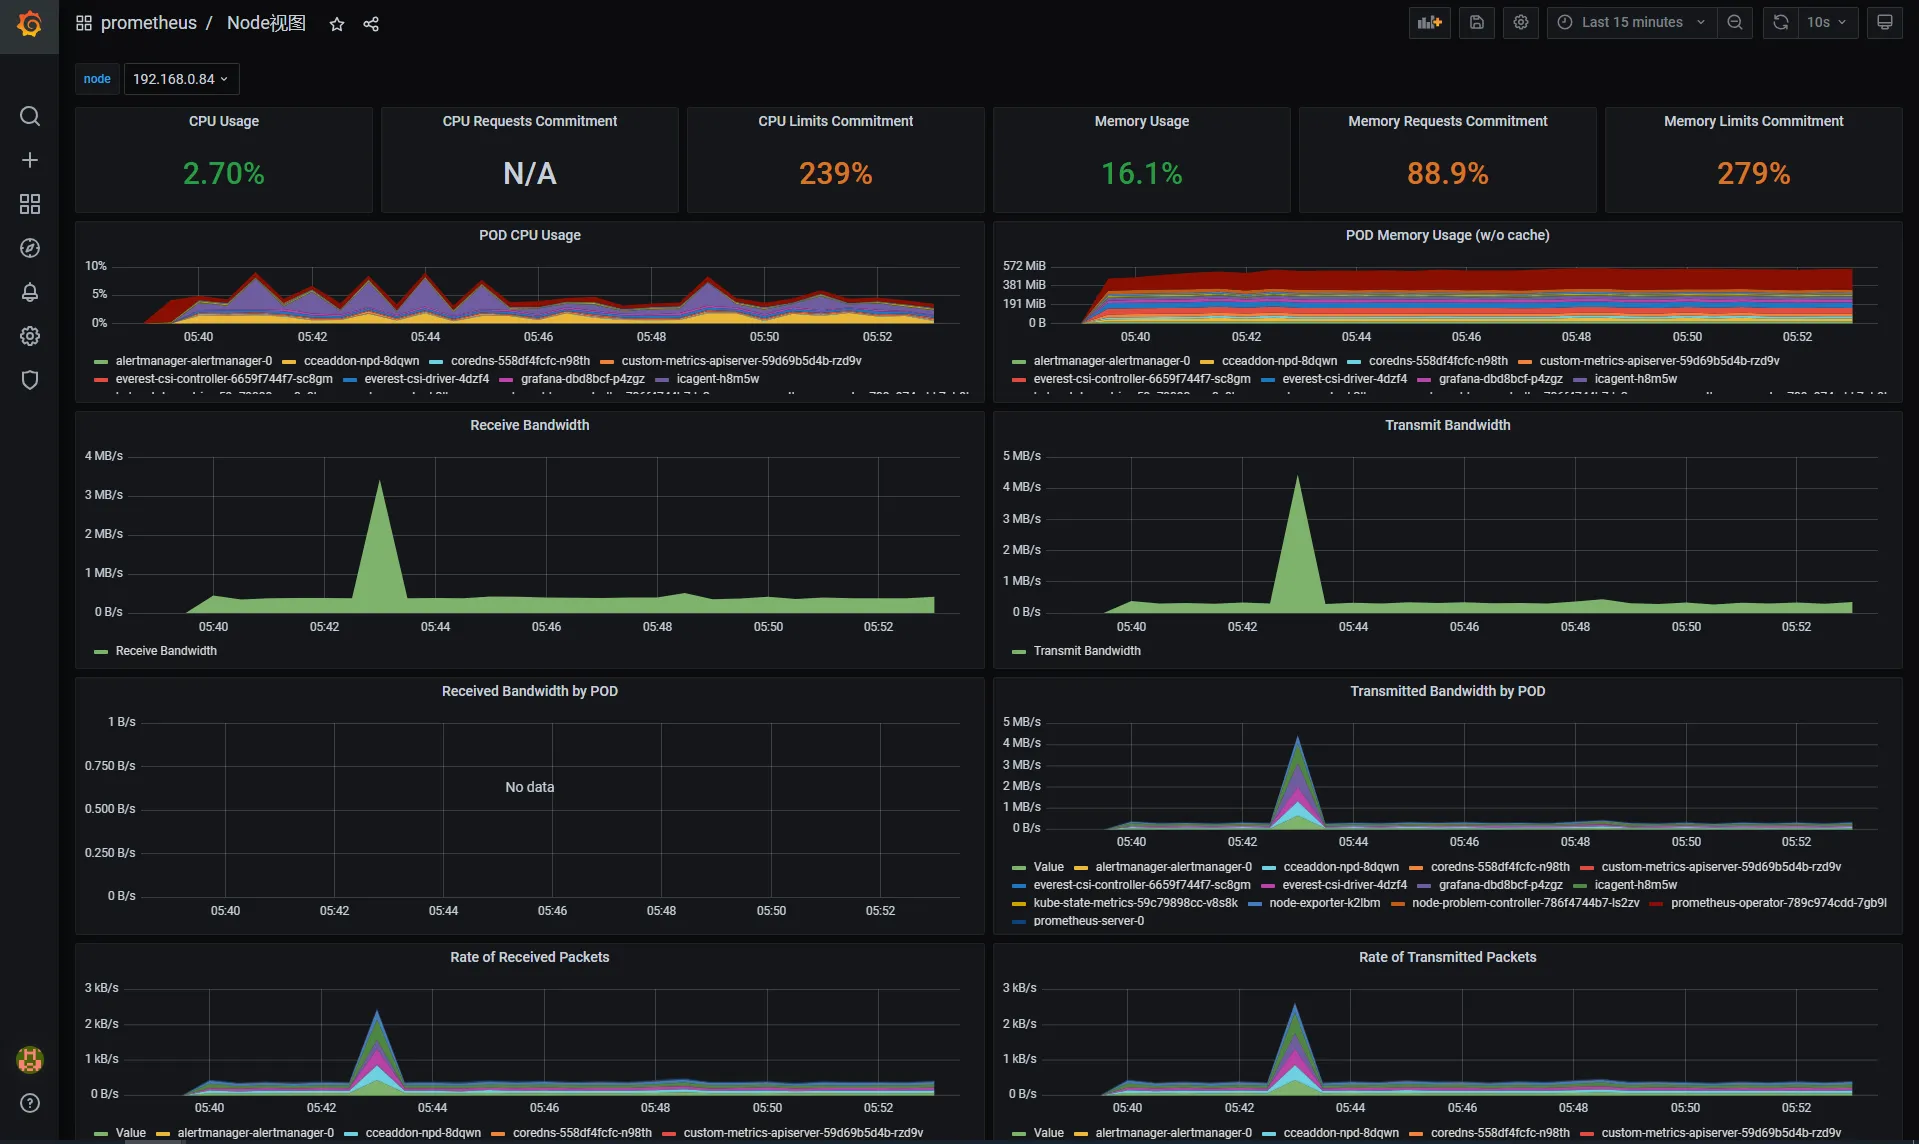 prometheus / Node视图
Last 15 minutes
10s
node 192.168.0.84
CPU Usage
2.70%
CPU Requests Commitment
N/A
CPU Limits Commitment
239%
Memory Usage
16.1%
Memory Requests Commitment
88.9%
Memory Limits Commitment
279%
POD CPU Usage
10%
5%
0%
05:40 05:42 05:44 05:46 05:48 05:50 05:52
alertmanager-alertmanager-0 cceaddon-npd-8dqwn coredns-558df4fcfc-n98th custom-metrics-apiserver-59d69b5d4b-rzd9v
everest-csi-controller-6659f744f7-sc8gm everest-csi-driver-4dzf4 grafana-dbd8bcf-p4zgz icagent-h8m5w
POD Memory Usage (w/o cache)
572 MiB
381 MiB
191 MiB
0 B
05:40 05:42 05:44 05:46 05:48 05:50 05:52
alertmanager-alertmanager-0 cceaddon-npd-8dqwn coredns-558df4fcfc-n98th custom-metrics-apiserver-59d69b5d4b-rzd9v
everest-csi-controller-6659f744f7-sc8gm everest-csi-driver-4dzf4 grafana-dbd8bcf-p4zgz icagent-h8m5w
Receive Bandwidth
4 MB/s
3 MB/s
2 MB/s
1 MB/s
0 B/s
05:40 05:42 05:44 05:46 05:48 05:50 05:52
Receive Bandwidth
Transmit Bandwidth
5 MB/s
4 MB/s
3 MB/s
2 MB/s
1 MB/s
0 B/s
05:40 05:42 05:44 05:46 05:48 05:50 05:52
Transmit Bandwidth
Received Bandwidth by POD
1 B/s
0.750 B/s
No data
0.500 B/s
0.250 B/s
0 B/s
05:40 05:42 05:44 05:46 05:48 05:50 05:52
Transmitted Bandwidth by POD
5 MB/s
4 MB/s
3 MB/s
2 MB/s
1 MB/s
0 B/s
05:40 05:42 05:44 05:46 05:48 05:50 05:52
Value alertmanager-alertmanager-0 cceaddon-npd-8dqwn coredns-558df4fcfc-n98th custom-metrics-apiserver-59d69b5d4b-rzd9v
everest-csi-controller-6659f744f7-sc8gm everest-csi-driver-4dzf4 grafana-dbd8bcf-p4zgz icagent-h8m5w
kube-state-metrics-59c79898cc-v8s8k node-exporter-k2lbm node-problem-controller-786f4744b7-ls2zv prometheus-operator-789c974cdd-7gb9l
prometheus-server-0
Rate of Received Packets
3 kB/s
2 kB/s
1 kB/s
0 B/s
05:40 05:42 05:44 05:46 05:48 05:50 05:52
Value alertmanager-alertmanager-0 cceaddon-npd-8dqwn coredns-558df4fcfc-n98th custom-metrics-apiserver-59d69b5d4b-rzd9v
Rate of Transmitted Packets
3 kB/s
2 kB/s
1 kB/s
0 B/s
05:40 05:42 05:44 05:46 05:48 05:50 05:52
Value alertmanager-alertmanager-0 cceaddon-npd-8dqwn coredns-558df4fcfc-n98th custom-metrics-apiserver-59d69b5d4b-rzd9v